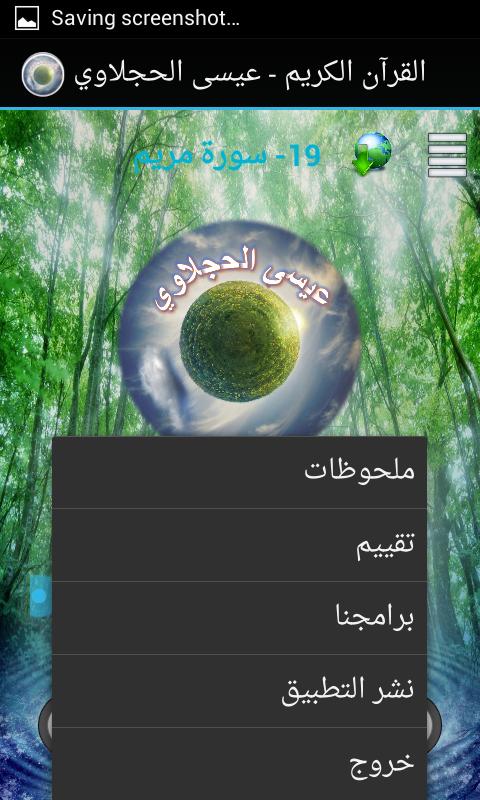 Saving screenshot...
القرآن الكريم - عيسى الحجلاوي
19- سورة مريم
عيسى الحجلاوي
ملحوظات
تقييم
برامجنا
نشر التطبيق
خروج